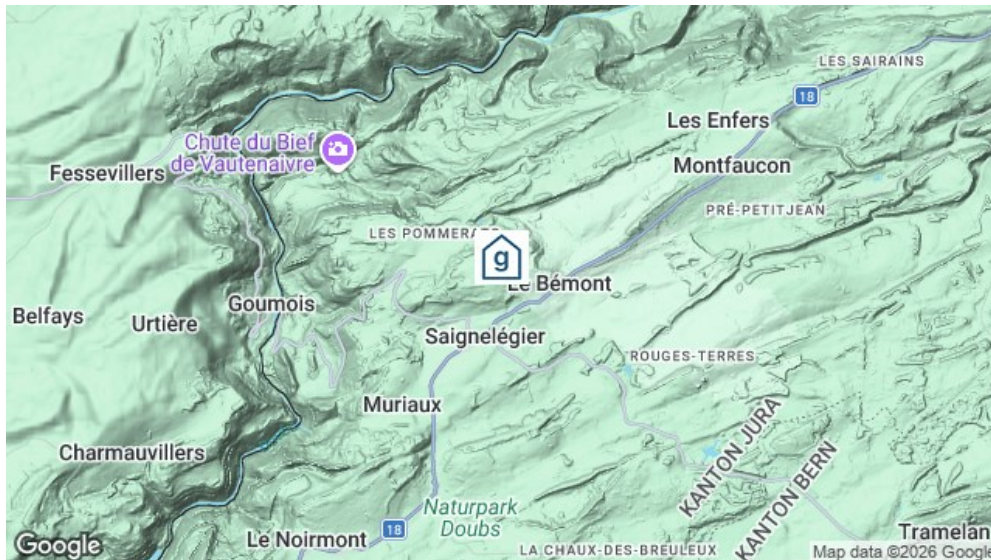 LES SAIRAINS
18
Les Enfers
Chute du Bief
de Vautenaivre
Fessevillers
Montfaucon
PRÉ-PETITJEAN
LES POMMERATS
g
Le Bémont
Goumois
Belfays
Urtière
Saignelégier
ROUGES-TERRES
Muriaux
KANTON JURA
KANTON BERN
Charmauvillers
Naturpark
Doubs
18
Le Noirmont
Tramelan
LA CHAUX-DES-BREULEUX
Google
Map data ©2026 Google